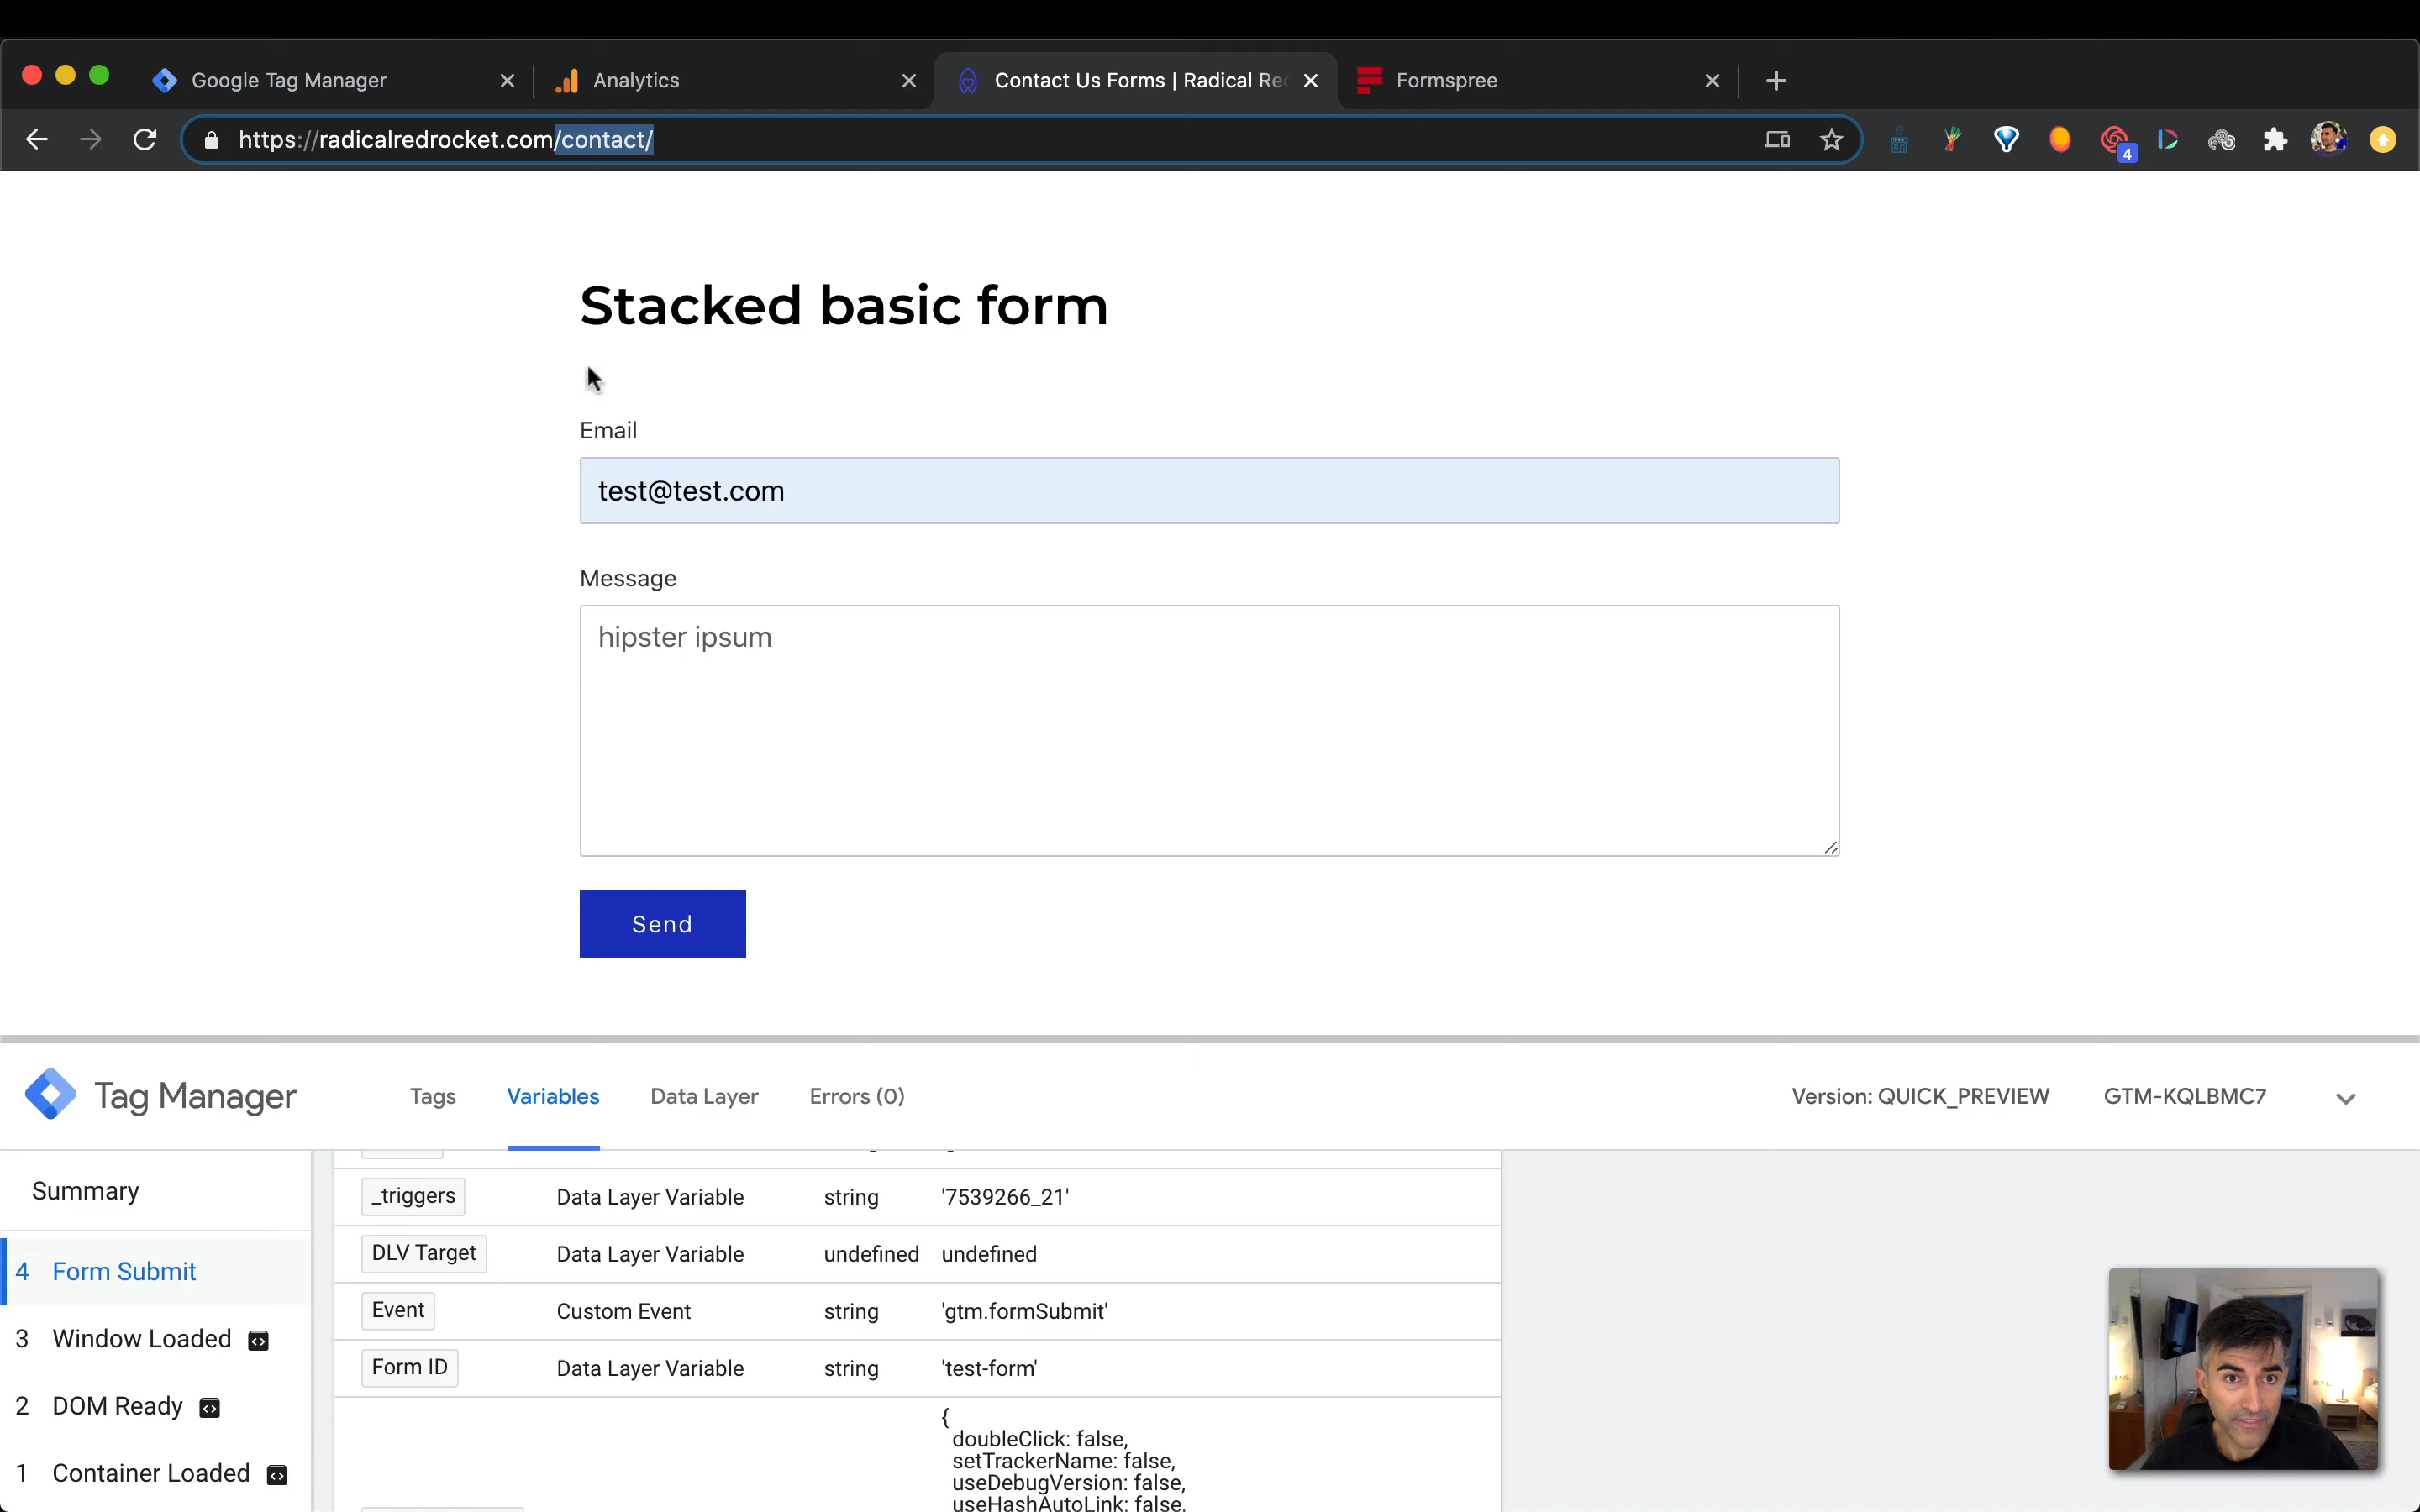 Google Tag Manager
Analytics
Contact Us Forms | Radical Re
Formspree
https://radicalredrocket.com/contact/
4
Stacked basic form
Email
test@test.com
Message
hipster ipsum
Send
Tag Manager
Tags
Variables
Data Layer
Errors (0)
Version: QUICK_PREVIEW
GTM-KQLBMC7
Summary
4 Form Submit
3 Window Loaded
2 DOM Ready
1 Container Loaded
_triggers Data Layer Variable string '7539266_21'
DLV Target Data Layer Variable undefined undefined
Event Custom Event string 'gtm.formSubmit'
Form ID Data Layer Variable string 'test-form'
{
doubleClick: false,
setTrackerName: false,
useDebugVersion: false,
useHashAutoLink: false,